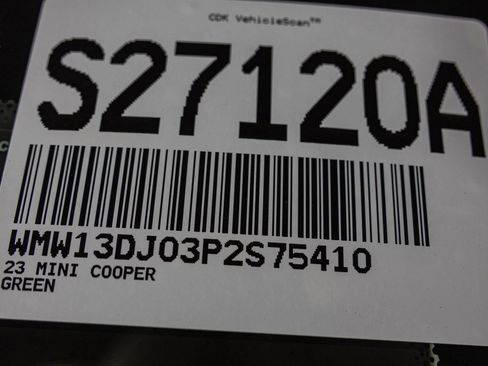 CDK VehicleScan™
S27120A
WMW13DJ03P2S75410
23 MINI COOPER
GREEN